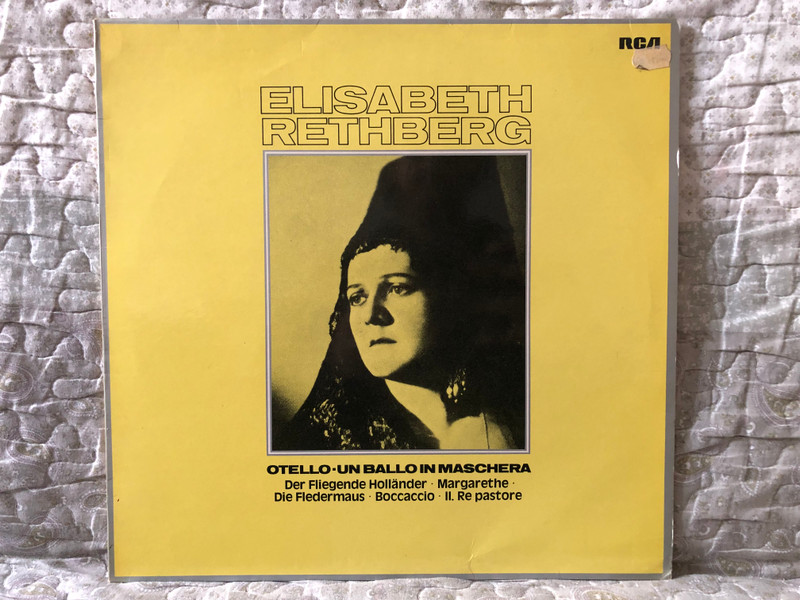 RCA
ELISABETH
RETHBERG
OTELLO·UN BALLO IN MASCHERA
Der Fliegende Holländer · Margarethe ·
Die Fledermaus · Boccaccio · Il. Re pastore